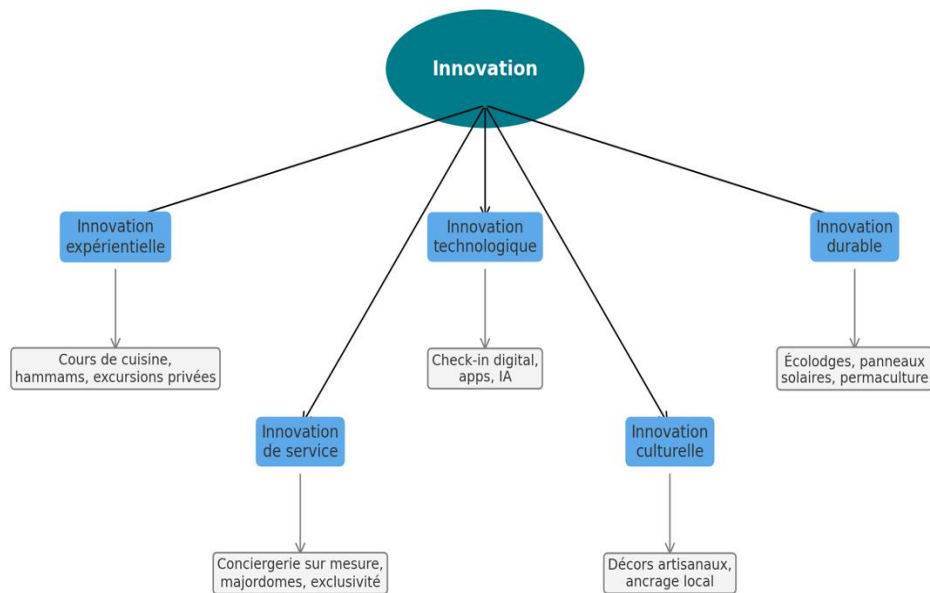 Innovation
Innovation
expérientielle
Innovation
technologique
Innovation
durable
Cours de cuisine,
hammams, excursions privées
Check-in digital,
apps, IA
Écolodges, panneaux
solaires, permaculture
Innovation
de service
Innovation
culturelle
Conciergerie sur mesure,
majordomes, exclusivité
Décors artisanaux,
ancrage local